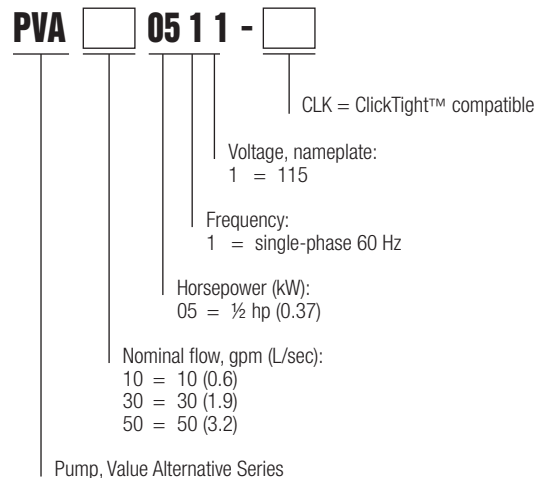 PVA 05 1 1 -
CLK = ClickTight™ compatible
Voltage, nameplate:
1 = 115
Frequency:
1 = single-phase 60 Hz
Horsepower (kW):
05 = ½ hp (0.37)
Nominal flow, gpm (L/sec):
10 = 10 (0.6)
30 = 30 (1.9)
50 = 50 (3.2)
Pump, Value Alternative Series